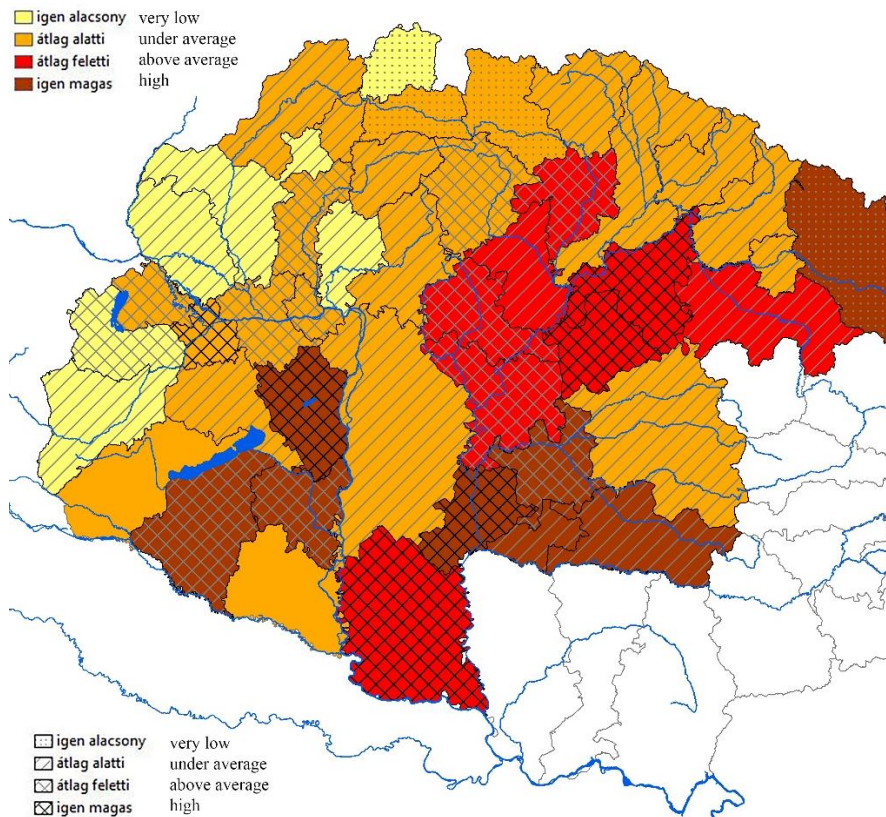 igen alacsony very low
átlag alatti under average
átlag feletti above average
igen magas high
igen alacsony very low
átlag alatti under average
átlag feletti above average
igen magas high